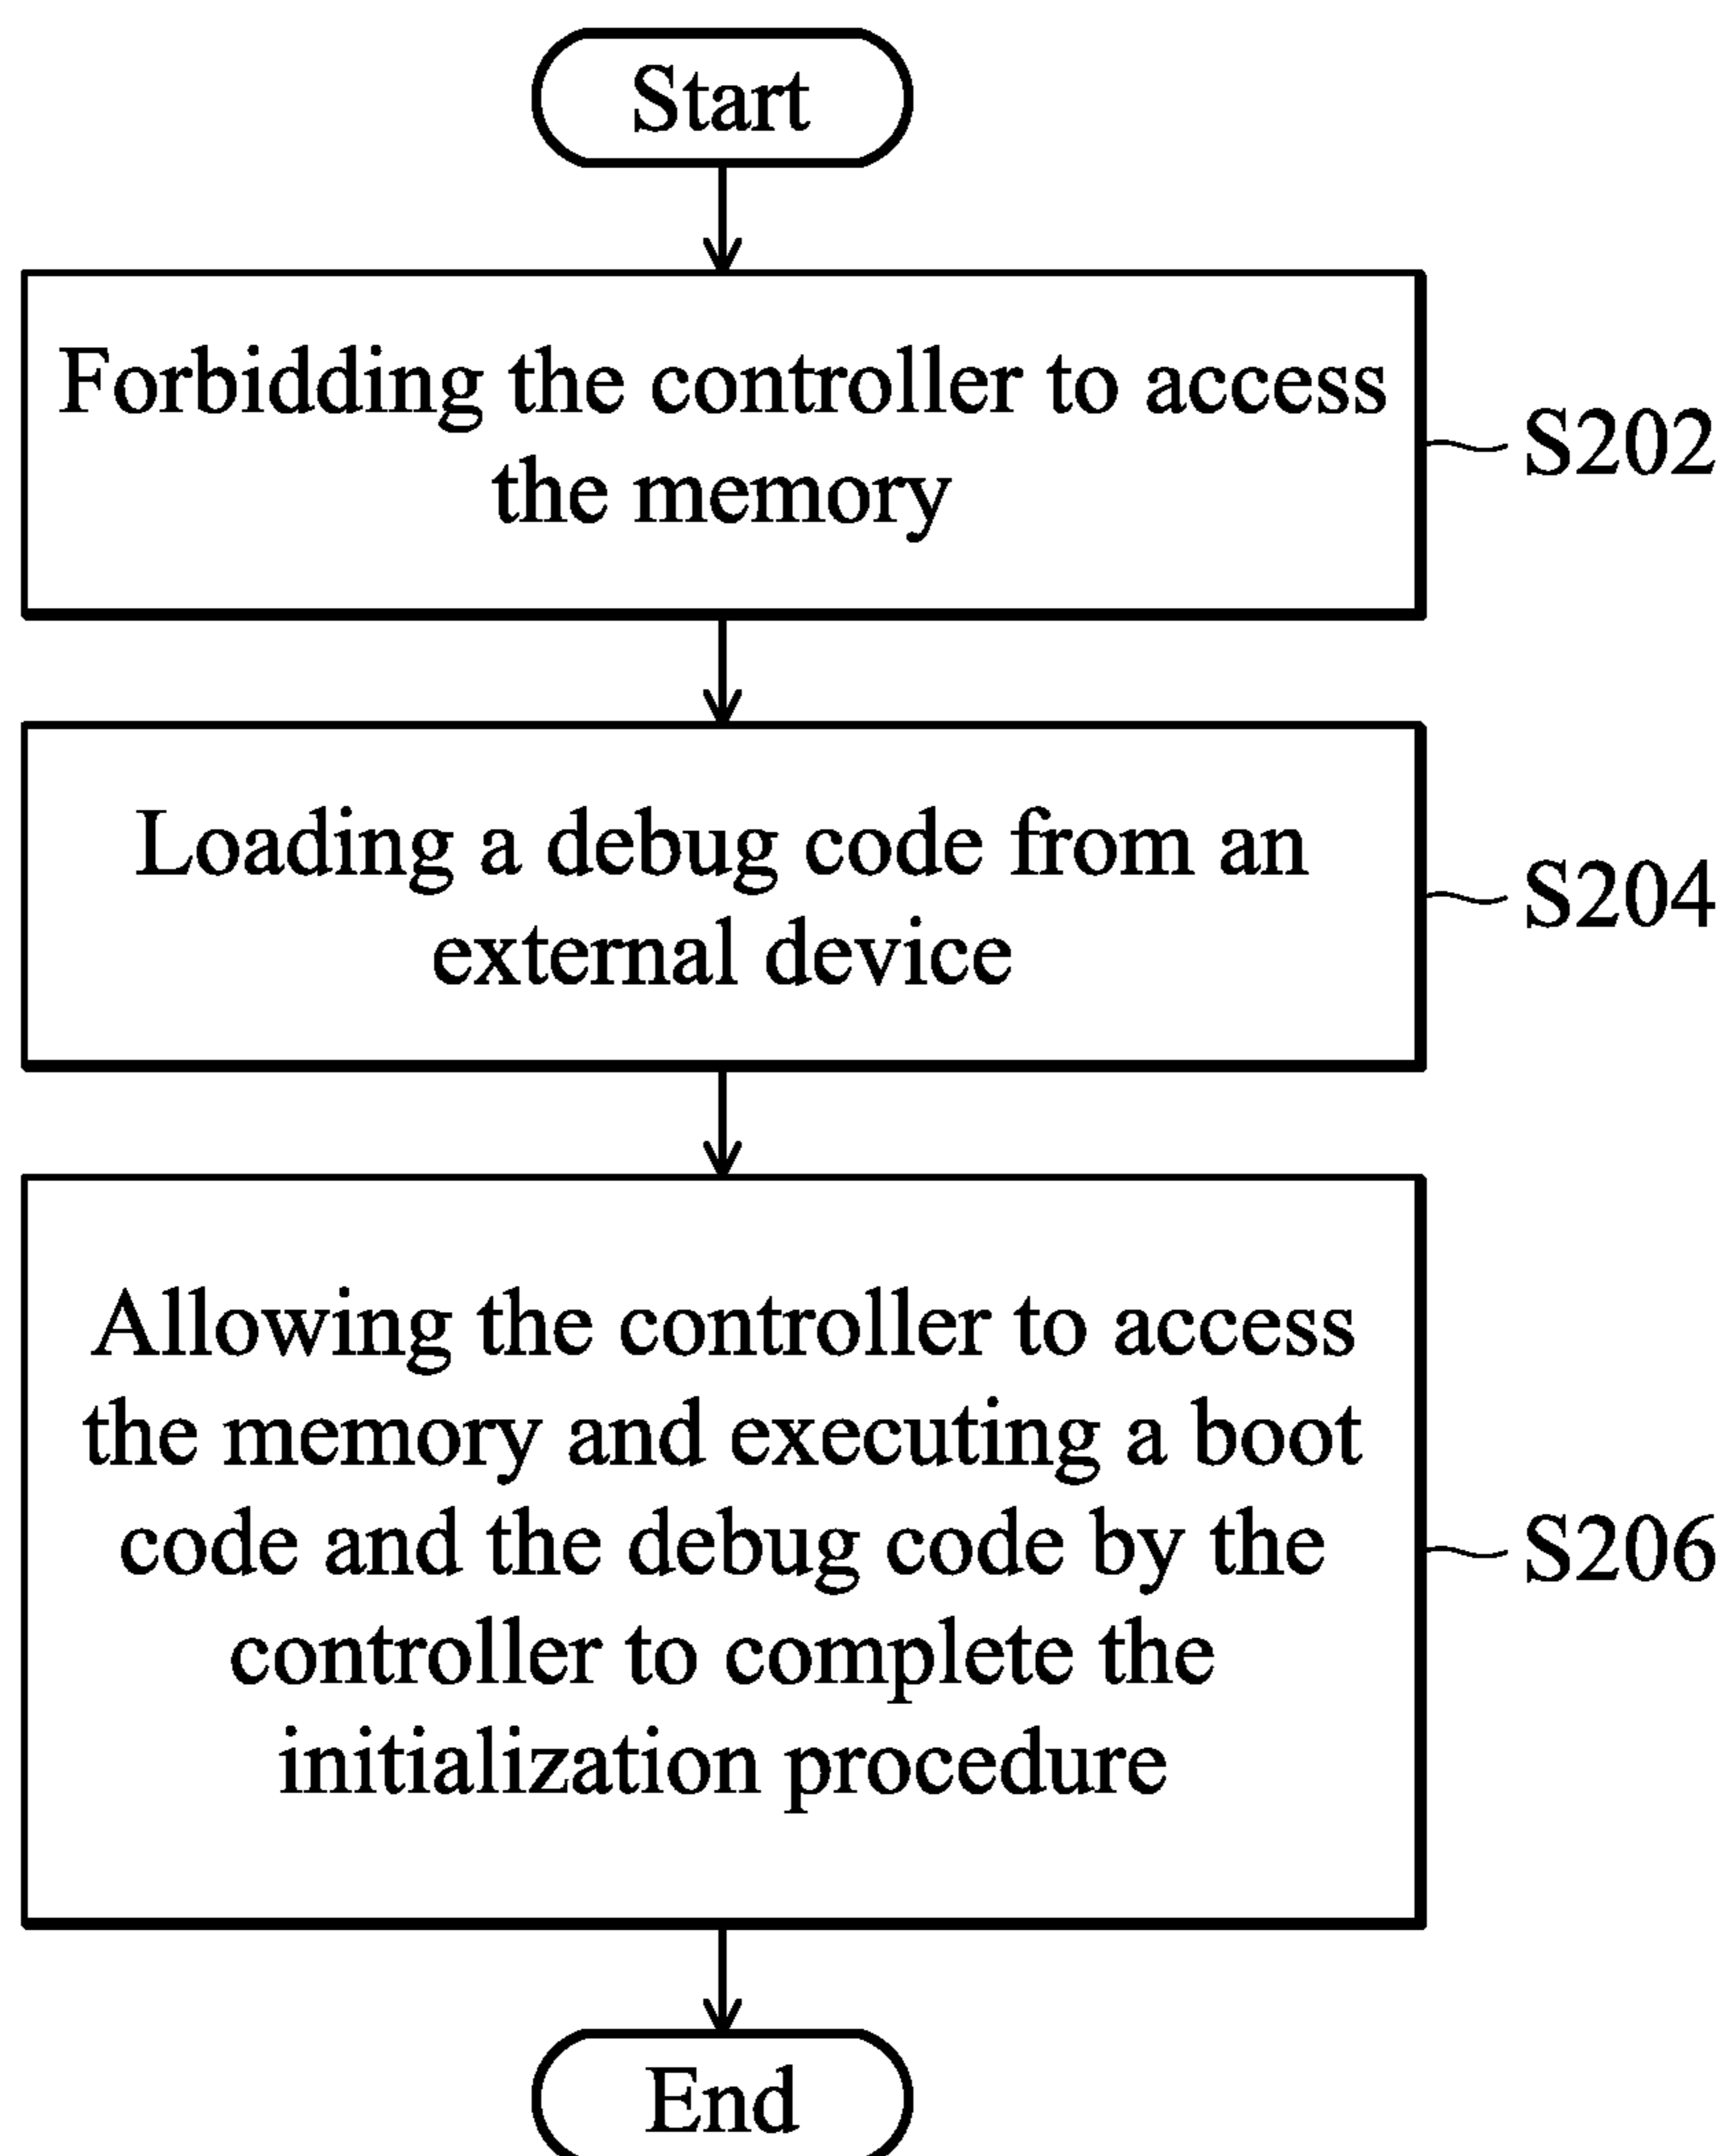 Start
Forbidding the controller to access
the memory
S202
Loading a debug code from an
external device
S204
Allowing the controller to access
the memory and executing a boot
code and the debug code by the
controller to complete the
initialization procedure
S206
End